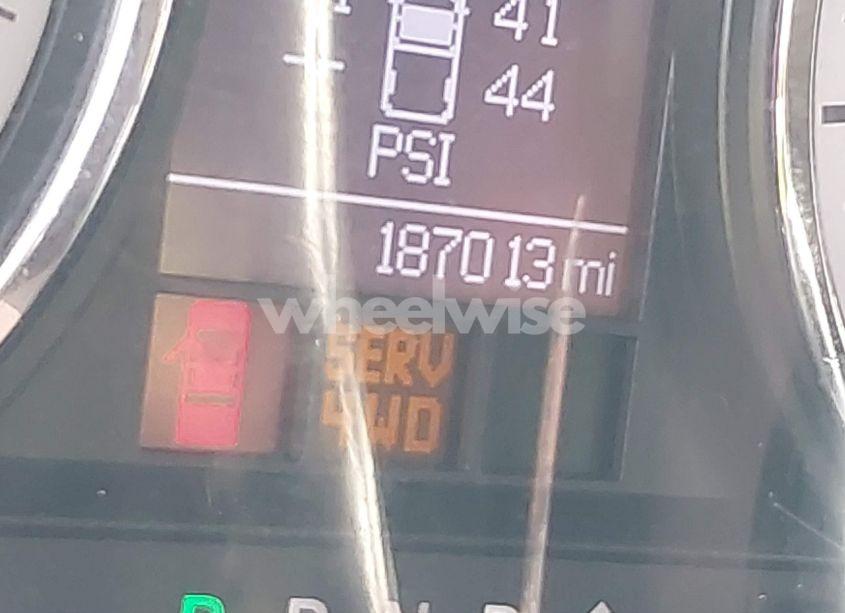 41
44
PSI
187013 mi
wheelwise
SERV
4WD
P R N D